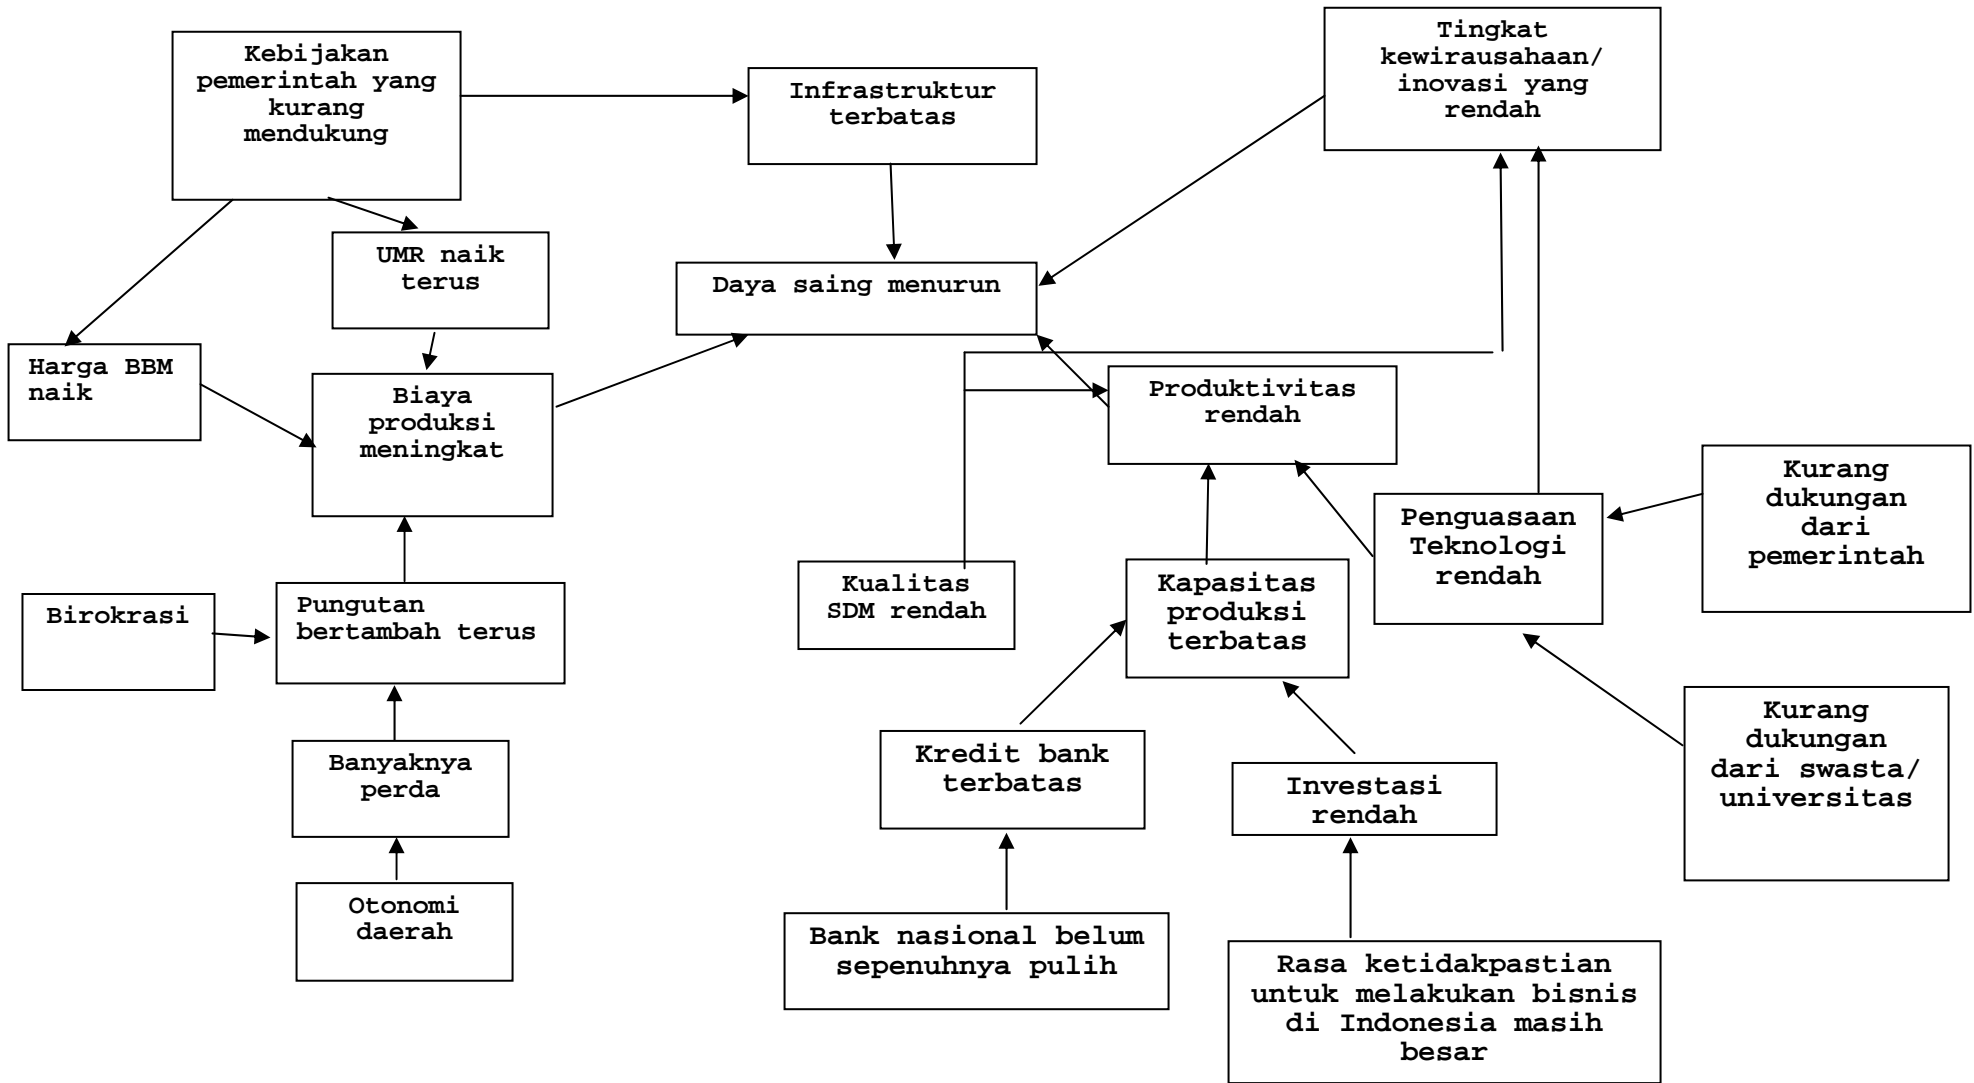 Kebijakan
pemerintah yang
kurang
mendukung
Infrastruktur
terbatas
Tingkat
kewirausahaan/
inovasi yang
rendah
UMR naik
terus
Daya saing menurun
Harga BBM
naik
Biaya
produksi
meningkat
Produktivitas
rendah
Kurang
dukungan
dari
pemerintah
Penguasaan
Teknologi
rendah
Kualitas
SDM rendah
Kapasitas
produksi
terbatas
Birokrasi
Pungutan
bertambah terus
Kurang
dukungan
dari swasta/
universitas
Banyaknya
perda
Kredit bank
terbatas
Investasi
rendah
Otonomi
daerah
Bank nasional belum
sepenuhnya pulih
Rasa ketidakpastian
untuk melakukan bisnis
di Indonesia masih
besar